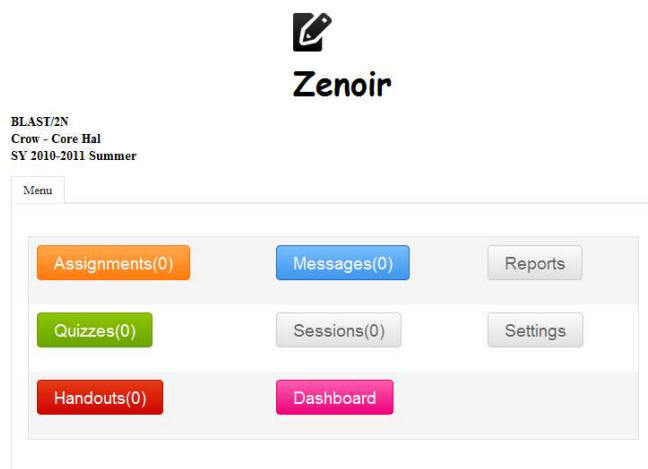 Zenoir
BLAST/2N
Crow - Core Hal
SY 2010-2011 Summer
Menu
Assignments(0) Messages(0) Reports
Quizzes(0) Sessions(0) Settings
Handouts(0) Dashboard